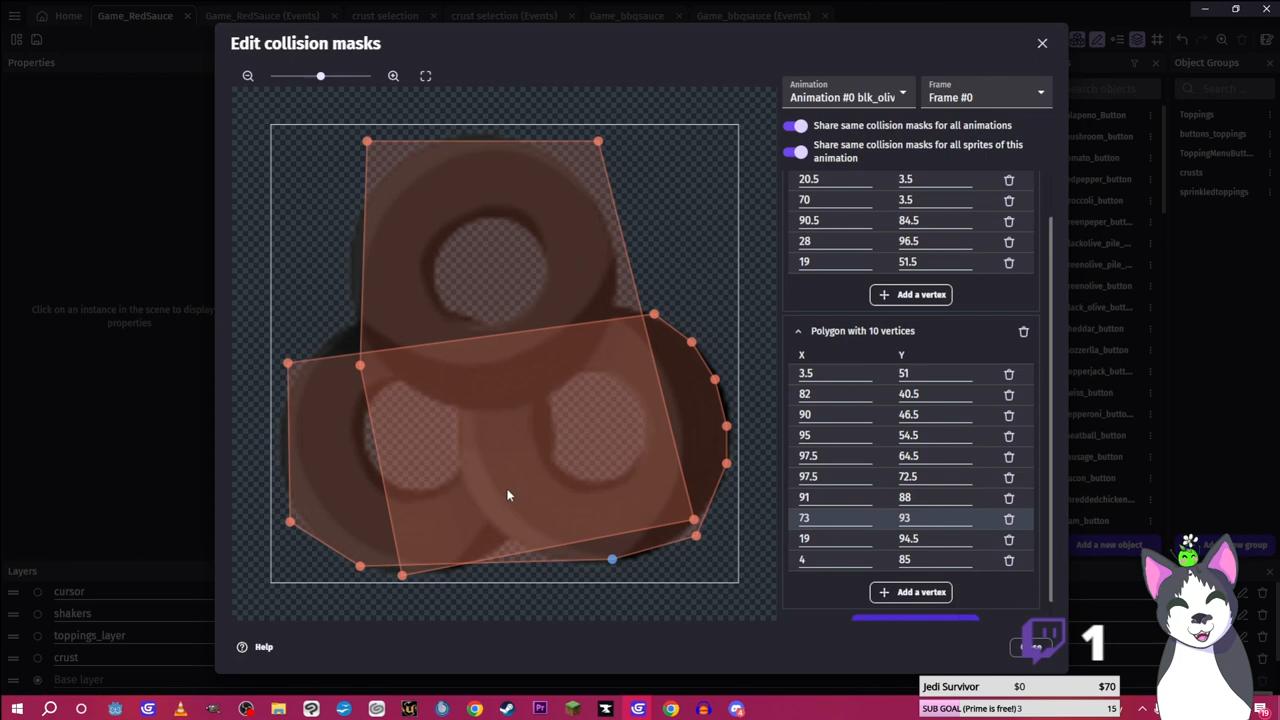 Home
Game_RedSauce
Game_RedSauce (Events)
crust selection
crust selection (Events)
Game_bbqsauce
Game_bbqsauce (Events)
Properties
Click on an instance in the scene to display
properties
Edit collision masks
Animation
Animation #0 blk_oliv
Frame
Frame #0
Share same collision masks for all animations
Share same collision masks for all sprites of this
animation
20.5 3.5
70 3.5
90.5 84.5
28 96.5
19 51.5
Add a vertex
Polygon with 10 vertices
X Y
3.5 51
82 40.5
90 46.5
95 54.5
97.5 64.5
97.5 72.5
91 88
73 93
19 94.5
4 85
Add a vertex
Help
Object Groups
Search ...
Toppings
buttons_toppings
ToppingMenuButt...
crusts
sprinkledtoppings
Layers
cursor
shakers
toppings_layer
crust
Base layer
Add a new object
1
Jedi Survivor $0 $70
SUB GOAL (Prime is free!) 3 15
19